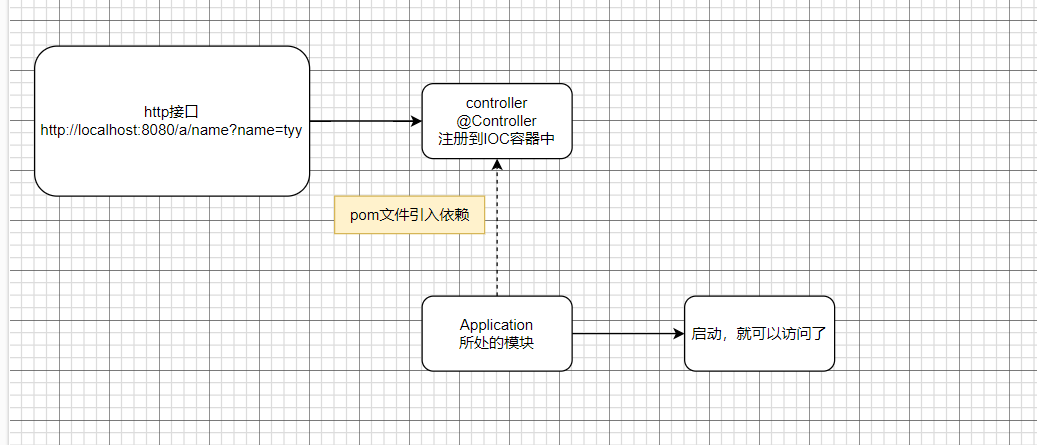 http接口
http://localhost:8080/a/name?name=tyy
controller
@Controller
注册到IOC容器中
pom文件引入依赖
Application
所处的模块
启动，就可以访问了